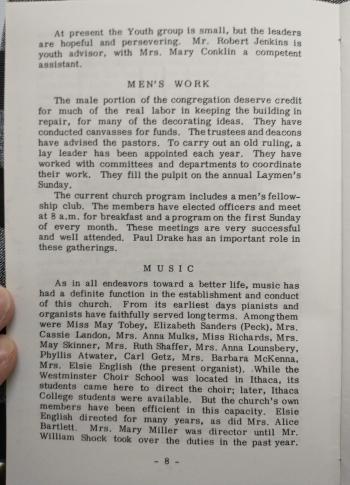 At present the Youth group is small, but the leaders
are hopeful and persevering. Mr. Robert Jenkins is
youth advisor, with Mrs. Mary Conklin a competent
assistant.
MEN'S WORK
The male portion of the congregation deserve credit
for much of the real labor in keeping the building in
repair, for many of the decorating ideas. They have
conducted canvasses for funds. The trustees and deacons
have advised the pastors. To carry out an old ruling, a
lay leader has been appointed each year. They have
worked with committees and departments to coordinate
their work. They fill the pulpit on the annual Laymen's
Sunday.
The current church program includes a men's fellow-
ship club. The members have elected officers and meet
at 8 a.m. for breakfast and a program on the first Sunday
of every month. These meetings are very successful
and well attended. Paul Drake has an important role in
these gatherings.
MUSIC
As in all endeavors toward a better life, music has
had a definite function in the establishment and conduct
of this church. From its earliest days pianists and
organists have faithfully served long terms. Among them
were Miss May Tobey, Elizabeth Sanders (Peck), Mrs.
Cassie Landon, Mrs. Anna Mulks, Miss Richards, Mrs.
May Skinner, Mrs. Ruth Shaffer, Mrs. Anna Lounsbery,
Phyllis Atwater, Carl Getz, Mrs. Barbara McKenna,
Mrs. Elsie English (the present organist). While the
Westminster Choir School was located in Ithaca, its
students came here to direct the choir; later, Ithaca
College students were available. But the church's own
members have been efficient in this capacity. Elsie
English directed for many years, as did Mrs. Alice
Bartlett. Mrs. Mary Miller was director until Mr.
William Shock took over the duties in the past year.
- 8 -